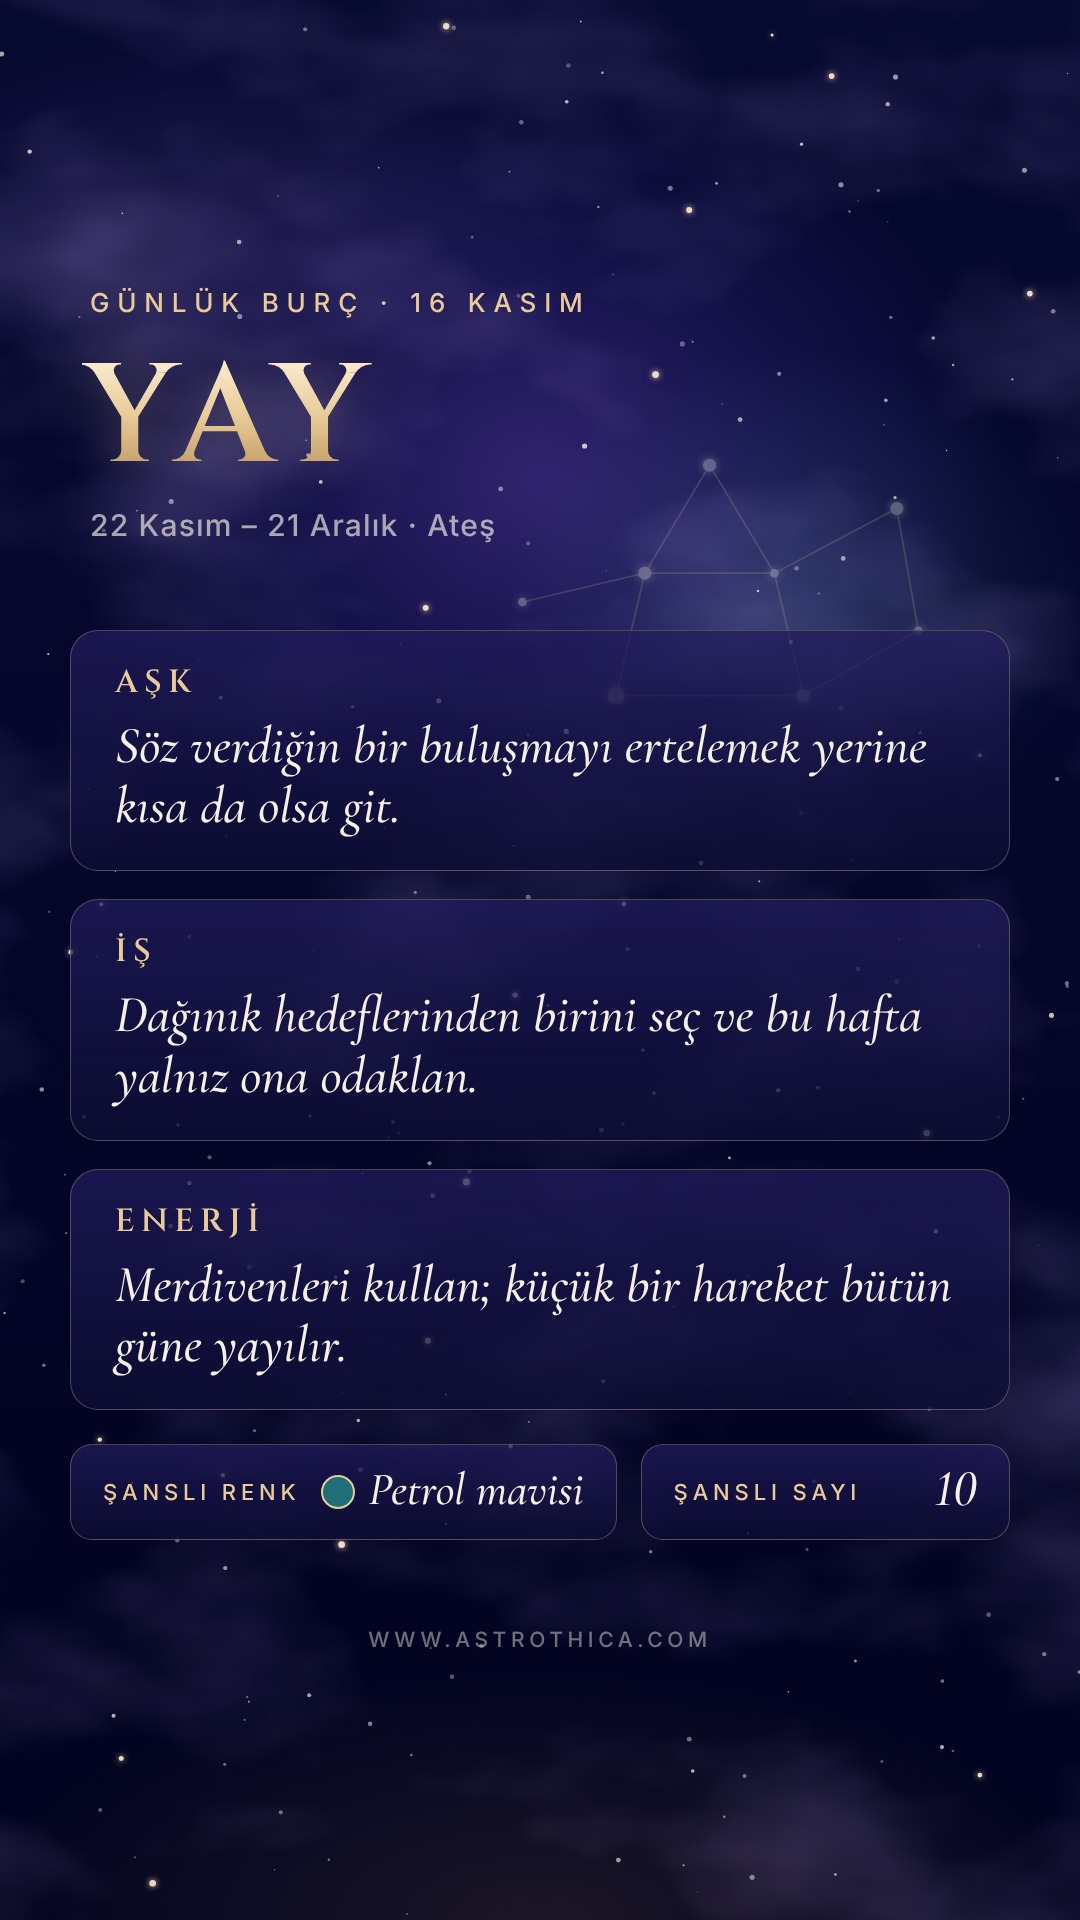 GÜNLÜK BURÇ · 16 KASIM
YAY
22 Kasım – 21 Aralık · Ateş
AŞK
Söz verdiğin bir buluşmayı ertelemek yerine
kısa da olsa git.
İŞ
Dağınık hedeflerinden birini seç ve bu hafta
yalnız ona odaklan.
ENERJİ
Merdivenleri kullan; küçük bir hareket bütün
güne yayılır.
ŞANSLI RENK Petrol mavisi
ŞANSLI SAYI 10
WWW.ASTROTHICA.COM